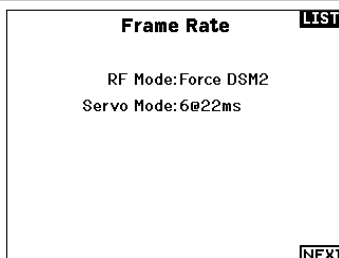 Frame Rate
LIST
RF Mode:Force DSM2
Servo Mode:6@22ms
NEXT